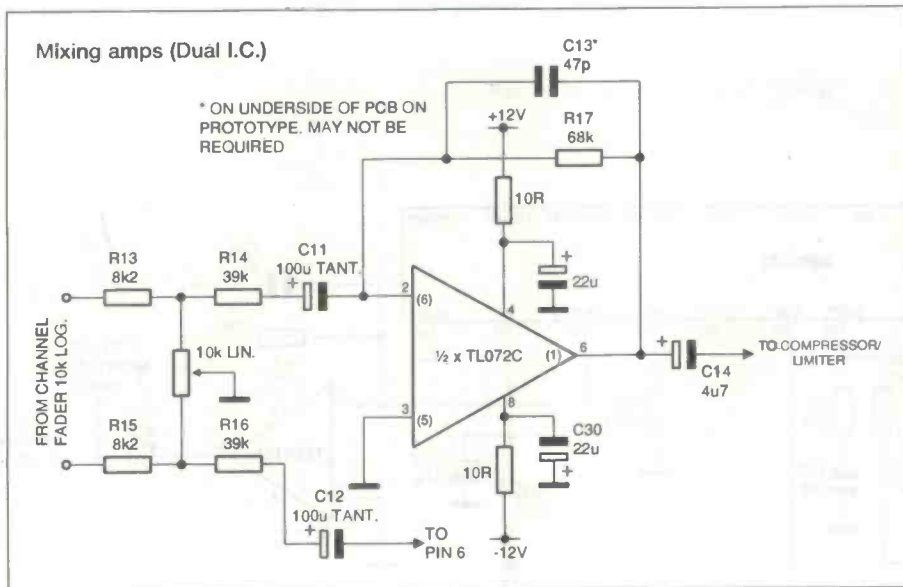 Mixing amps (Dual I.C.)
* ON UNDERSIDE OF PCB ON
PROTOTYPE. MAY NOT BE
REQUIRED
C13*
47p
+12V
R17
68k
10R
R13
8k2
R14
39k
C11
100u TANT.
+
+
22u
2
(6)
4
FROM CHANNEL
FADER 10k LOG.
10k LIN.
½ x TL072C
(1)
6
+
TO COMPRESSOR/
LIMITER
C14
4u7
3
(5)
8
R15
8k2
R16
39k
C30
22u
+
10R
C12
100u TANT.
+
TO
PIN 6
-12V